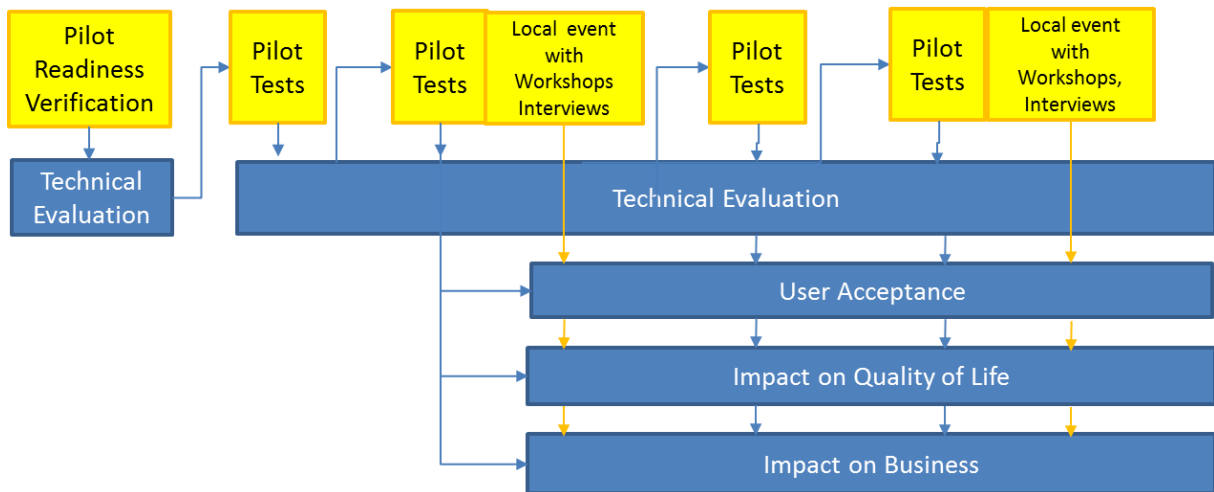 Pilot
Readiness
Verification
Pilot
Tests
Pilot
Tests
Local event
with
Workshops
Interviews
Pilot
Tests
Pilot
Tests
Local event
with
Workshops,
Interviews
Technical
Evaluation
Technical Evaluation
User Acceptance
Impact on Quality of Life
Impact on Business